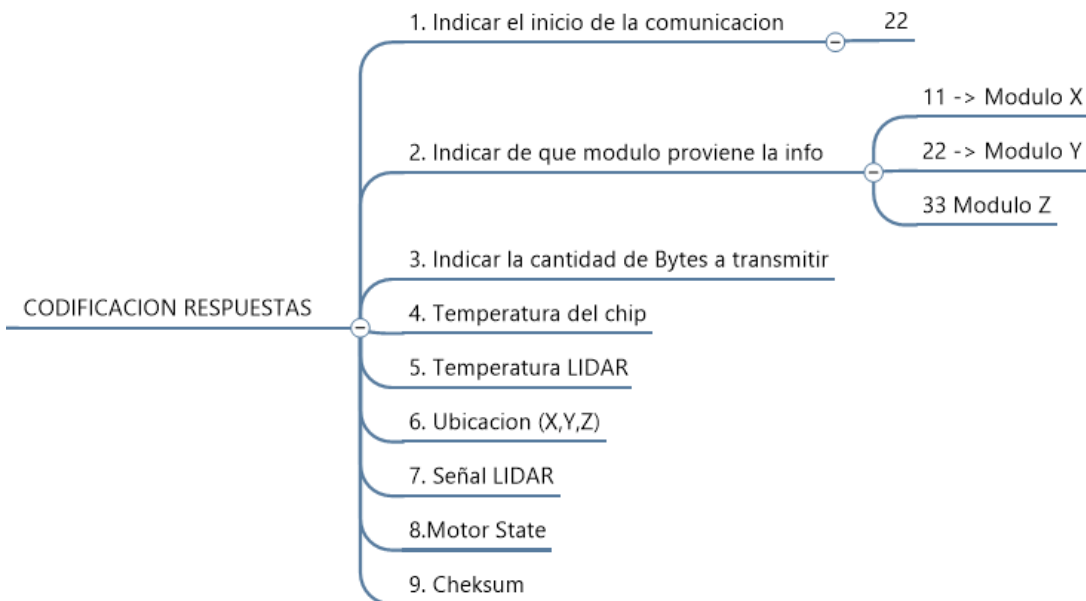 CODIFICACION RESPUESTAS
1. Indicar el inicio de la comunicacion
22
2. Indicar de que modulo proviene la info
11 -> Modulo X
22 -> Modulo Y
33 Modulo Z
3. Indicar la cantidad de Bytes a transmitir
4. Temperatura del chip
5. Temperatura LIDAR
6. Ubicacion (X,Y,Z)
7. Señal LIDAR
8.Motor State
9. Cheksum